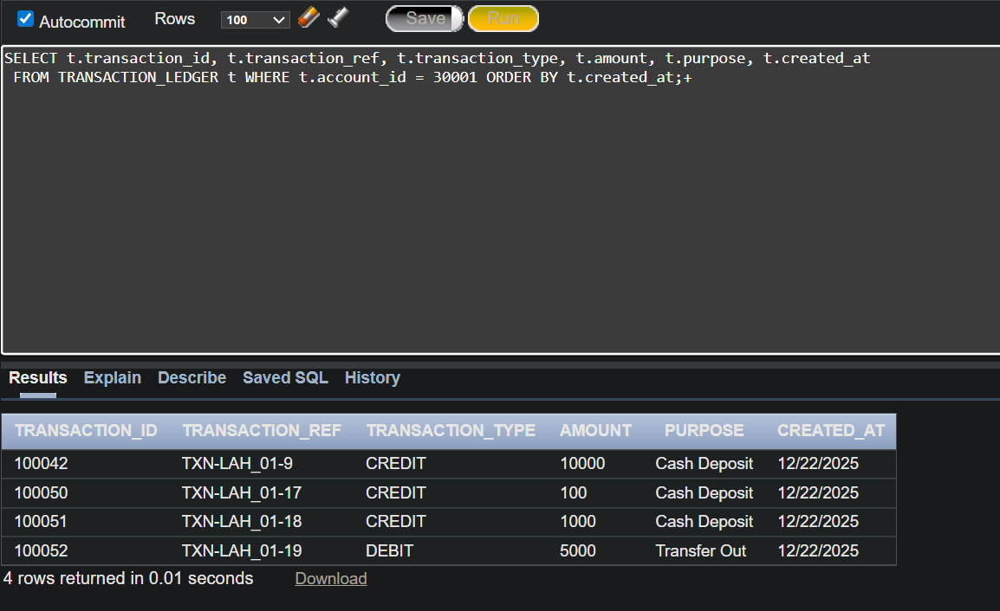 Autocommit Rows 100 Save Run
SELECT t.transaction_id, t.transaction_ref, t.transaction_type, t.amount, t.purpose, t.created_at
FROM TRANSACTION_LEDGER t WHERE t.account_id = 30001 ORDER BY t.created_at;+
Results Explain Describe Saved SQL History
TRANSACTION_ID TRANSACTION_REF TRANSACTION_TYPE AMOUNT PURPOSE CREATED_AT
100042 TXN-LAH_01-9 CREDIT 10000 Cash Deposit 12/22/2025
100050 TXN-LAH_01-17 CREDIT 100 Cash Deposit 12/22/2025
100051 TXN-LAH_01-18 CREDIT 1000 Cash Deposit 12/22/2025
100052 TXN-LAH_01-19 DEBIT 5000 Transfer Out 12/22/2025
4 rows returned in 0.01 seconds Download